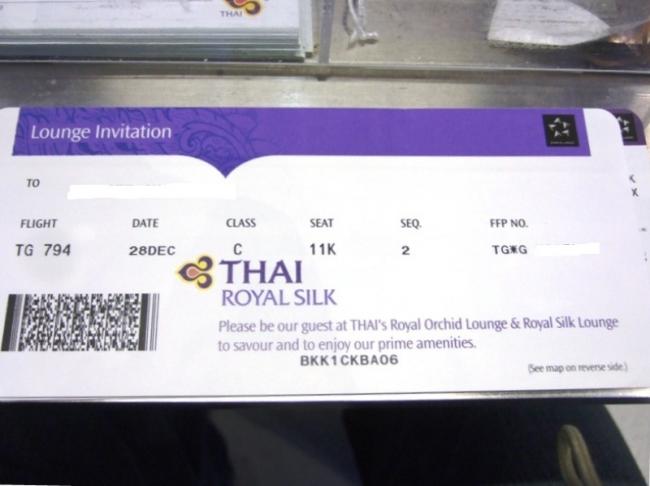 THAI
Lounge Invitation
TO
FLIGHT DATE CLASS SEAT SEQ. FFP NO.
TG 794 28DEC C 11K 2 TG*G
THAI
ROYAL SILK
Please be our guest at THAI's Royal Orchid Lounge & Royal Silk Lounge
to savour and to enjoy our prime amenities.
BKK1CKBA06
(See map on reverse side.)
K
X